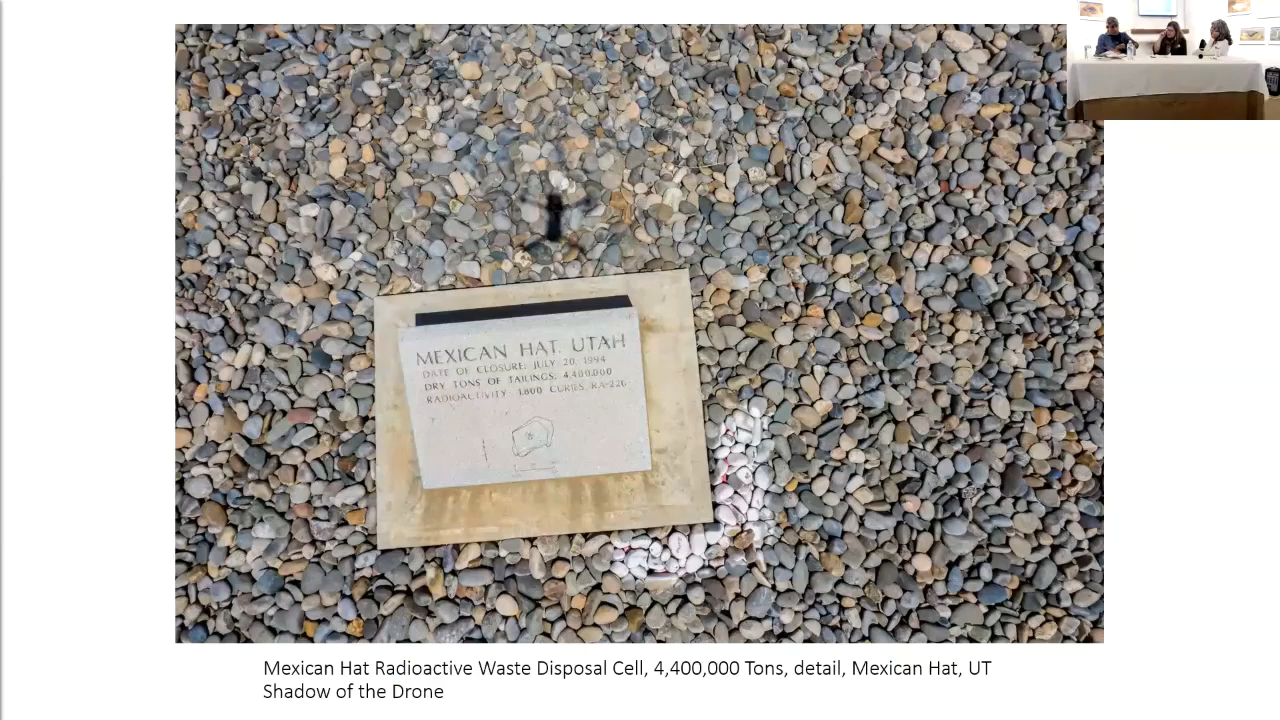 MEXICAN HAT, UTAH
DATE OF CLOSURE: JULY 20, 1994
DRY TONS OF TAILINGS: 4,400,000
RADIOACTIVITY: 1,800 CURIES, RA-226
Mexican Hat Radioactive Waste Disposal Cell, 4,400,000 Tons, detail, Mexican Hat, UT
Shadow of the Drone